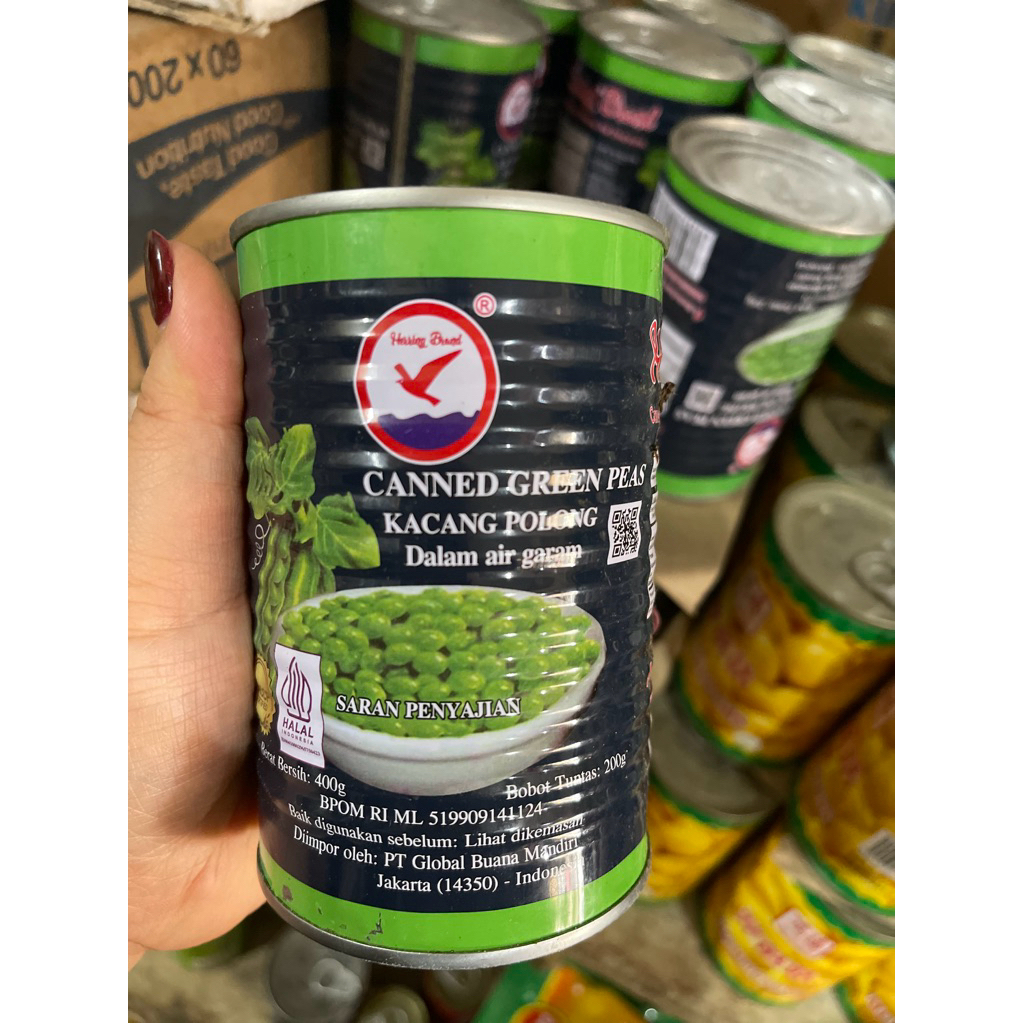 60 x 200
Good Taste,
Good Nutrition
Herring Brand
®
CANNED GREEN PEAS
KACANG POLONG
Dalam air garam
SARAN PENYAJIAN
HALAL
INDONESIA
Berat Bersih: 400g
Bobot Tuntas: 200g
BPOM RI ML 519909141124
Baik digunakan sebelum: Lihat dikemasan
Diimpor oleh: PT Global Buana Mandiri
Jakarta (14350) - Indonesia